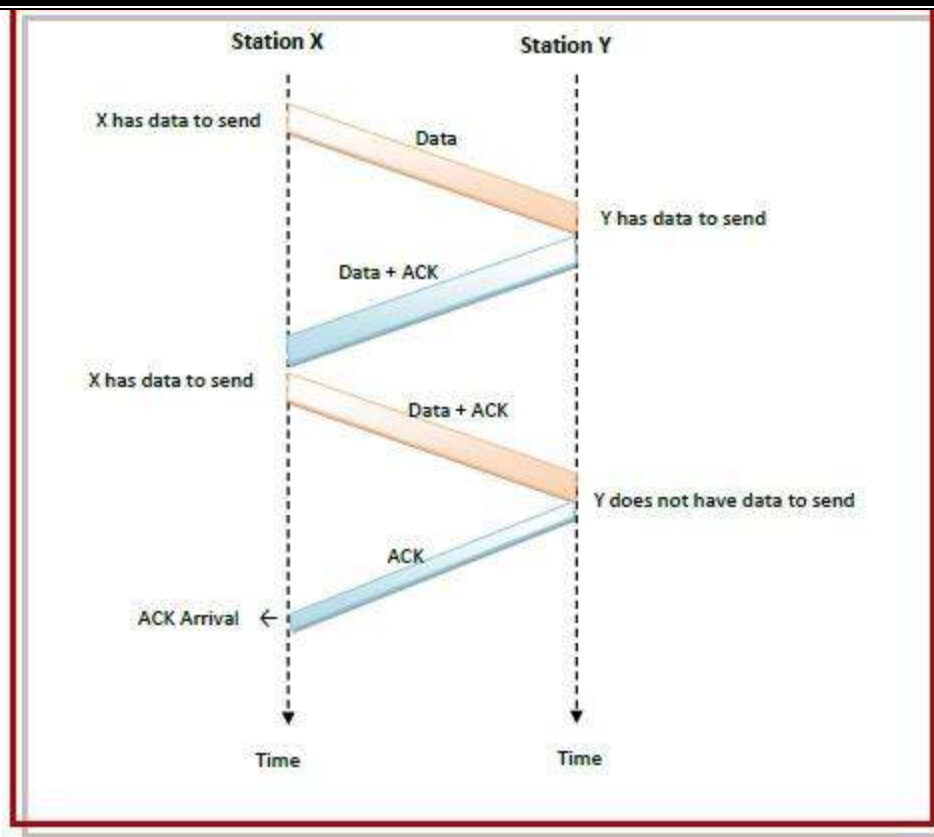 Station X
Station Y
X has data to send
Data
Y has data to send
Data + ACK
X has data to send
Data + ACK
Y does not have data to send
ACK
ACK Arrival
Time
Time